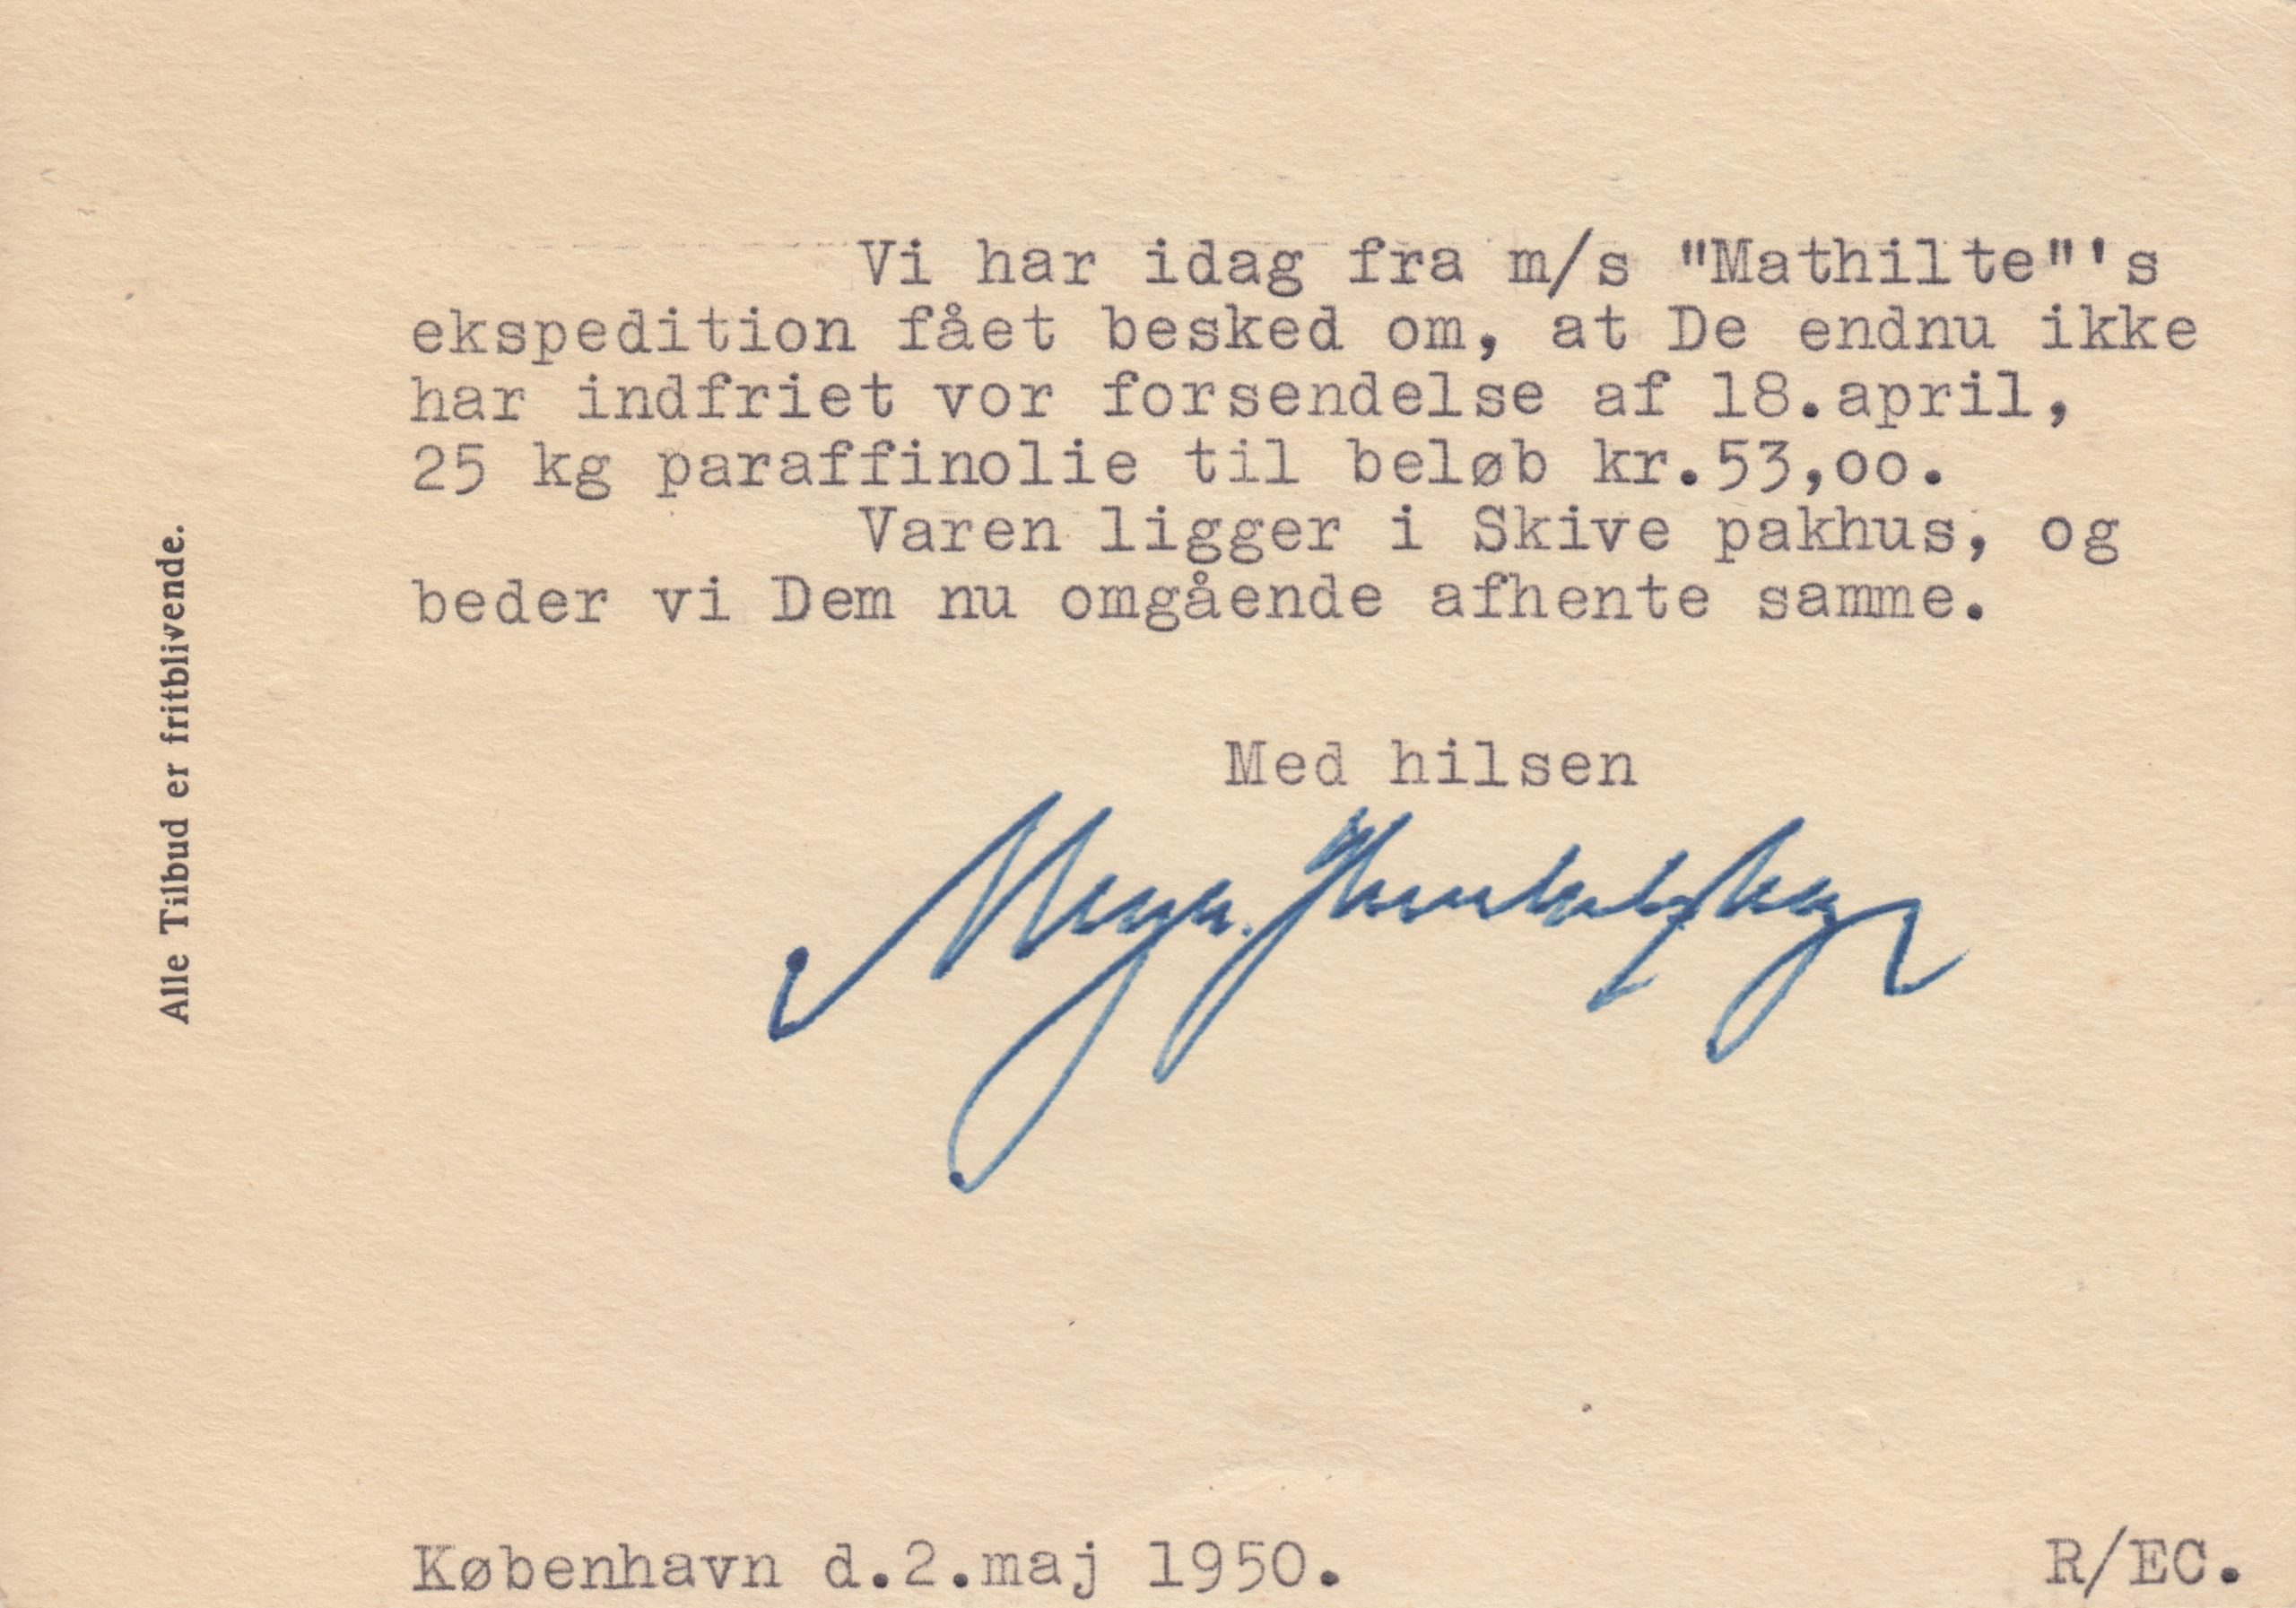 Vi har idag fra m/s "Mathilte"'s
ekspedition fået besked om, at De endnu ikke
har indfriet vor forsendelse af 18.april,
25 kg paraffinolie til beløb kr.53,oo.
Varen ligger i Skive pakhus, og
beder vi Dem nu omgående afhente samme.
Med hilsen
København d.2.maj 1950.
R/EC.
Alle Tilbud er fritblivende.